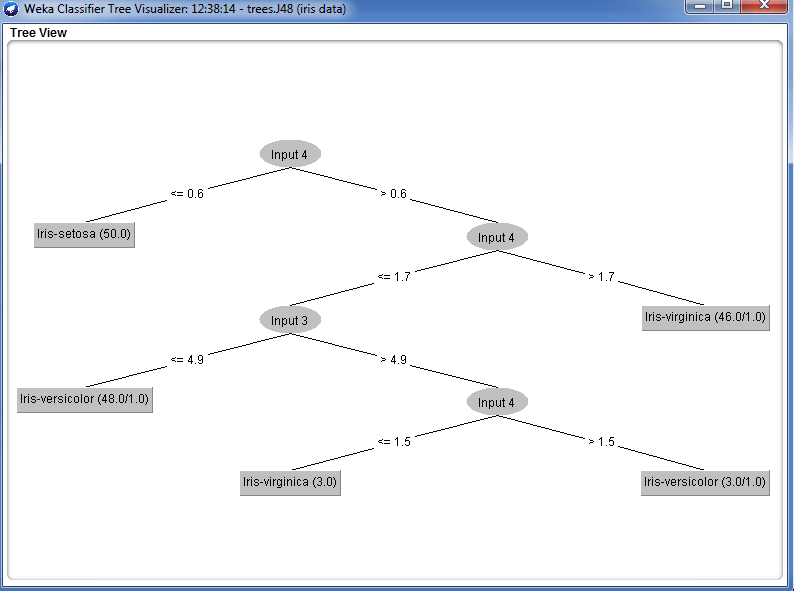 Weka Classifier Tree Visualizer: 12:38:14 - trees.J48 (iris data)
Tree View
Input 4
<= 0.6
> 0.6
Iris-setosa (50.0)
Input 4
<= 1.7
> 1.7
Input 3
Iris-virginica (46.0/1.0)
<= 4.9
> 4.9
Iris-versicolor (48.0/1.0)
Input 4
<= 1.5
> 1.5
Iris-virginica (3.0)
Iris-versicolor (3.0/1.0)